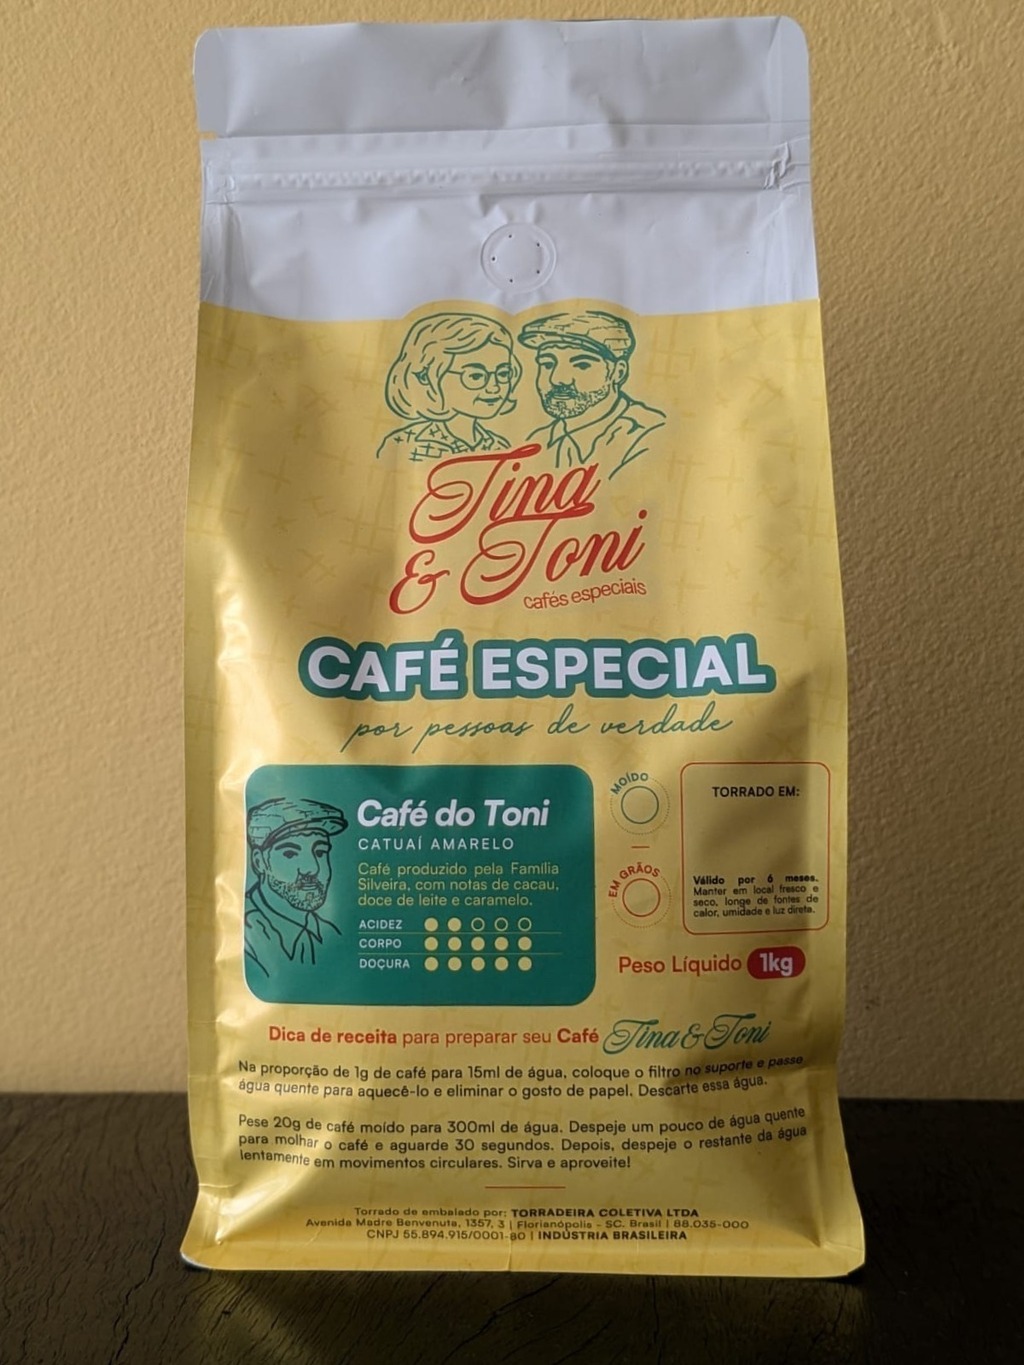 Tina
& Toni
cafés especiais
CAFÉ ESPECIAL
por pessoas de verdade
Café do Toni
CATUAÍ AMARELO
Café produzido pela Família
Silveira, com notas de cacau,
doce de leite e caramelo.
ACIDEZ
CORPO
DOÇURA
MOÍDO
EM GRÃOS
TORRADO EM:
Válido por 6 meses.
Manter em local fresco e
seco, longe de fontes de
calor, umidade e luz direta.
Peso Líquido 1kg
Dica de receita para preparar seu Café Tina & Toni
Na proporção de 1g de café para 15ml de água, coloque o filtro no suporte e passe
água quente para aquecê-lo e eliminar o gosto de papel. Descarte essa água.
Pese 20g de café moído para 300ml de água. Despeje um pouco de água quente
para molhar o café e aguarde 30 segundos. Depois, despeje o restante da água
lentamente em movimentos circulares. Sirva e aproveite!
Torrado de embalado por: TORRADEIRA COLETIVA LTDA
Avenida Madre Benvenuta, 1357, 3 | Florianópolis - SC. Brasil | 88.035-000
CNPJ 55.894.915/0001-80 | INDÚSTRIA BRASILEIRA